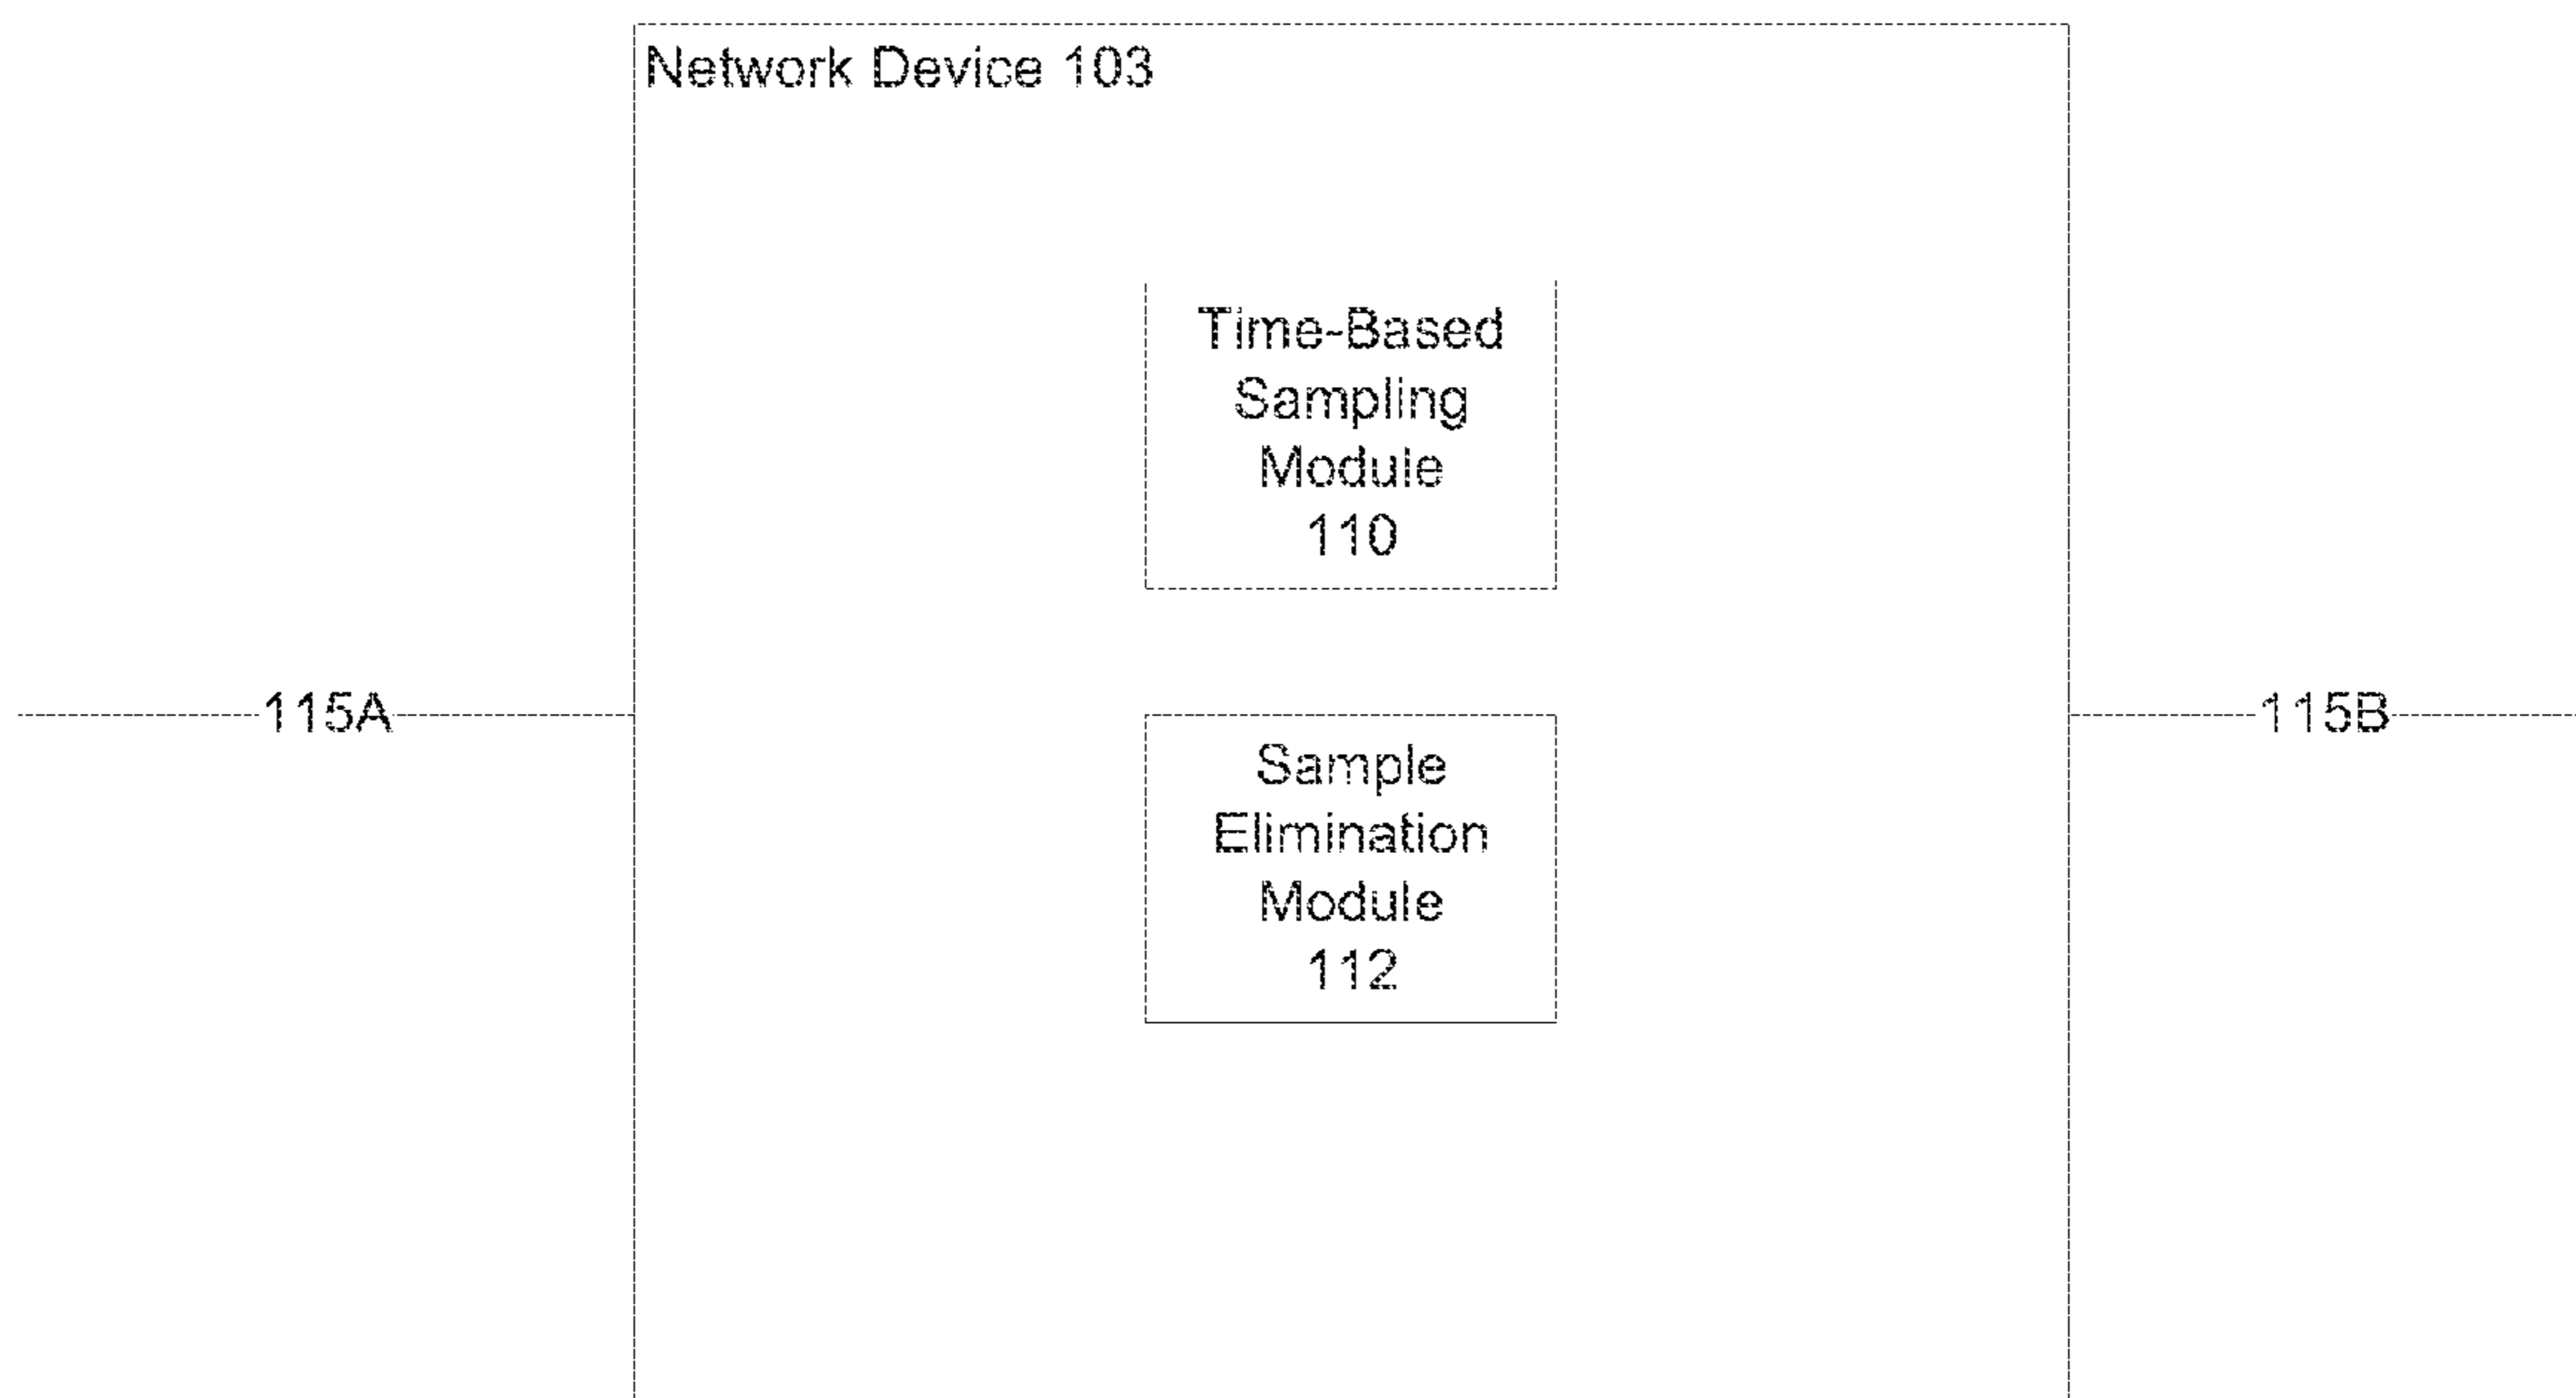 Network Device 103
Time-Based
Sampling
Module
110
115A
115B
Sample
Elimination
Module
112